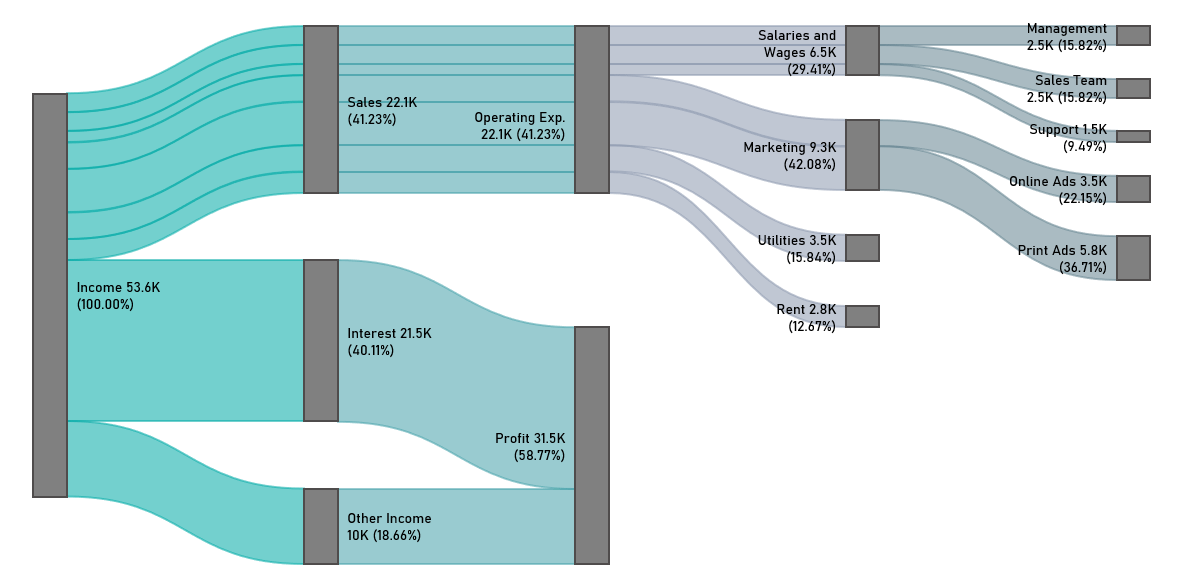 Income 53.6K
(100.00%)
Sales 22.1K
(41.23%)
Interest 21.5K
(40.11%)
Other Income
10K (18.66%)
Operating Exp.
22.1K (41.23%)
Profit 31.5K
(58.77%)
Salaries and
Wages 6.5K
(29.41%)
Marketing 9.3K
(42.08%)
Utilities 3.5K
(15.84%)
Rent 2.8K
(12.67%)
Management
2.5K (15.82%)
Sales Team
2.5K (15.82%)
Support 1.5K
(9.49%)
Online Ads 3.5K
(22.15%)
Print Ads 5.8K
(36.71%)